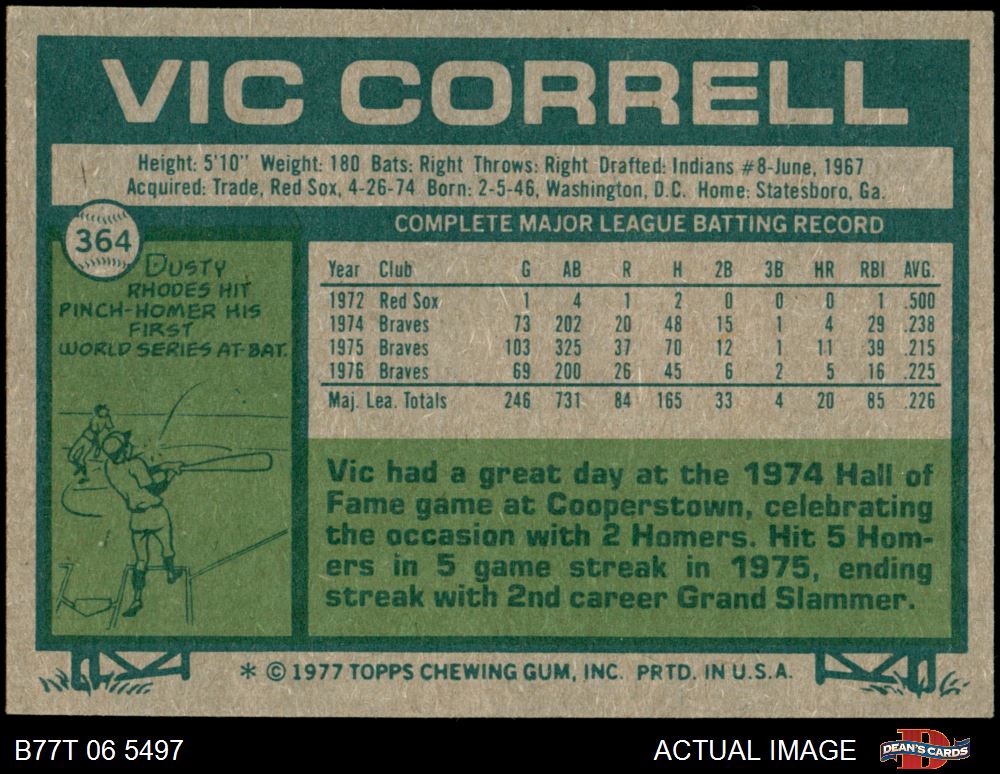 VIC CORRELL
Height: 5'10" Weight: 180 Bats: Right Throws: Right Drafted: Indians #8-June, 1967
Acquired: Trade, Red Sox, 4-26-74 Born: 2-5-46, Washington, D.C. Home: Statesboro, Ga.
364
DUSTY
RHODES HIT
PINCH-HOMER HIS
FIRST
WORLD SERIES AT-BAT.
COMPLETE MAJOR LEAGUE BATTING RECORD
Year Club G AB R H 2B 3B HR RBI AVG.
1972 Red Sox 1 4 1 2 0 0 0 1 .500
1974 Braves 73 202 20 48 15 1 4 29 .238
1975 Braves 103 325 37 70 12 1 11 39 .215
1976 Braves 69 200 26 45 6 2 5 16 .225
Maj. Lea. Totals 246 731 84 165 33 4 20 85 .226
Vic had a great day at the 1974 Hall of
Fame game at Cooperstown, celebrating
the occasion with 2 Homers. Hit 5 Hom-
ers in 5 game streak in 1975, ending
streak with 2nd career Grand Slammer.
* © 1977 TOPPS CHEWING GUM, INC. PRTD. IN U.S.A.
B77T 06 5497
ACTUAL IMAGE
DEAN'S CARDS